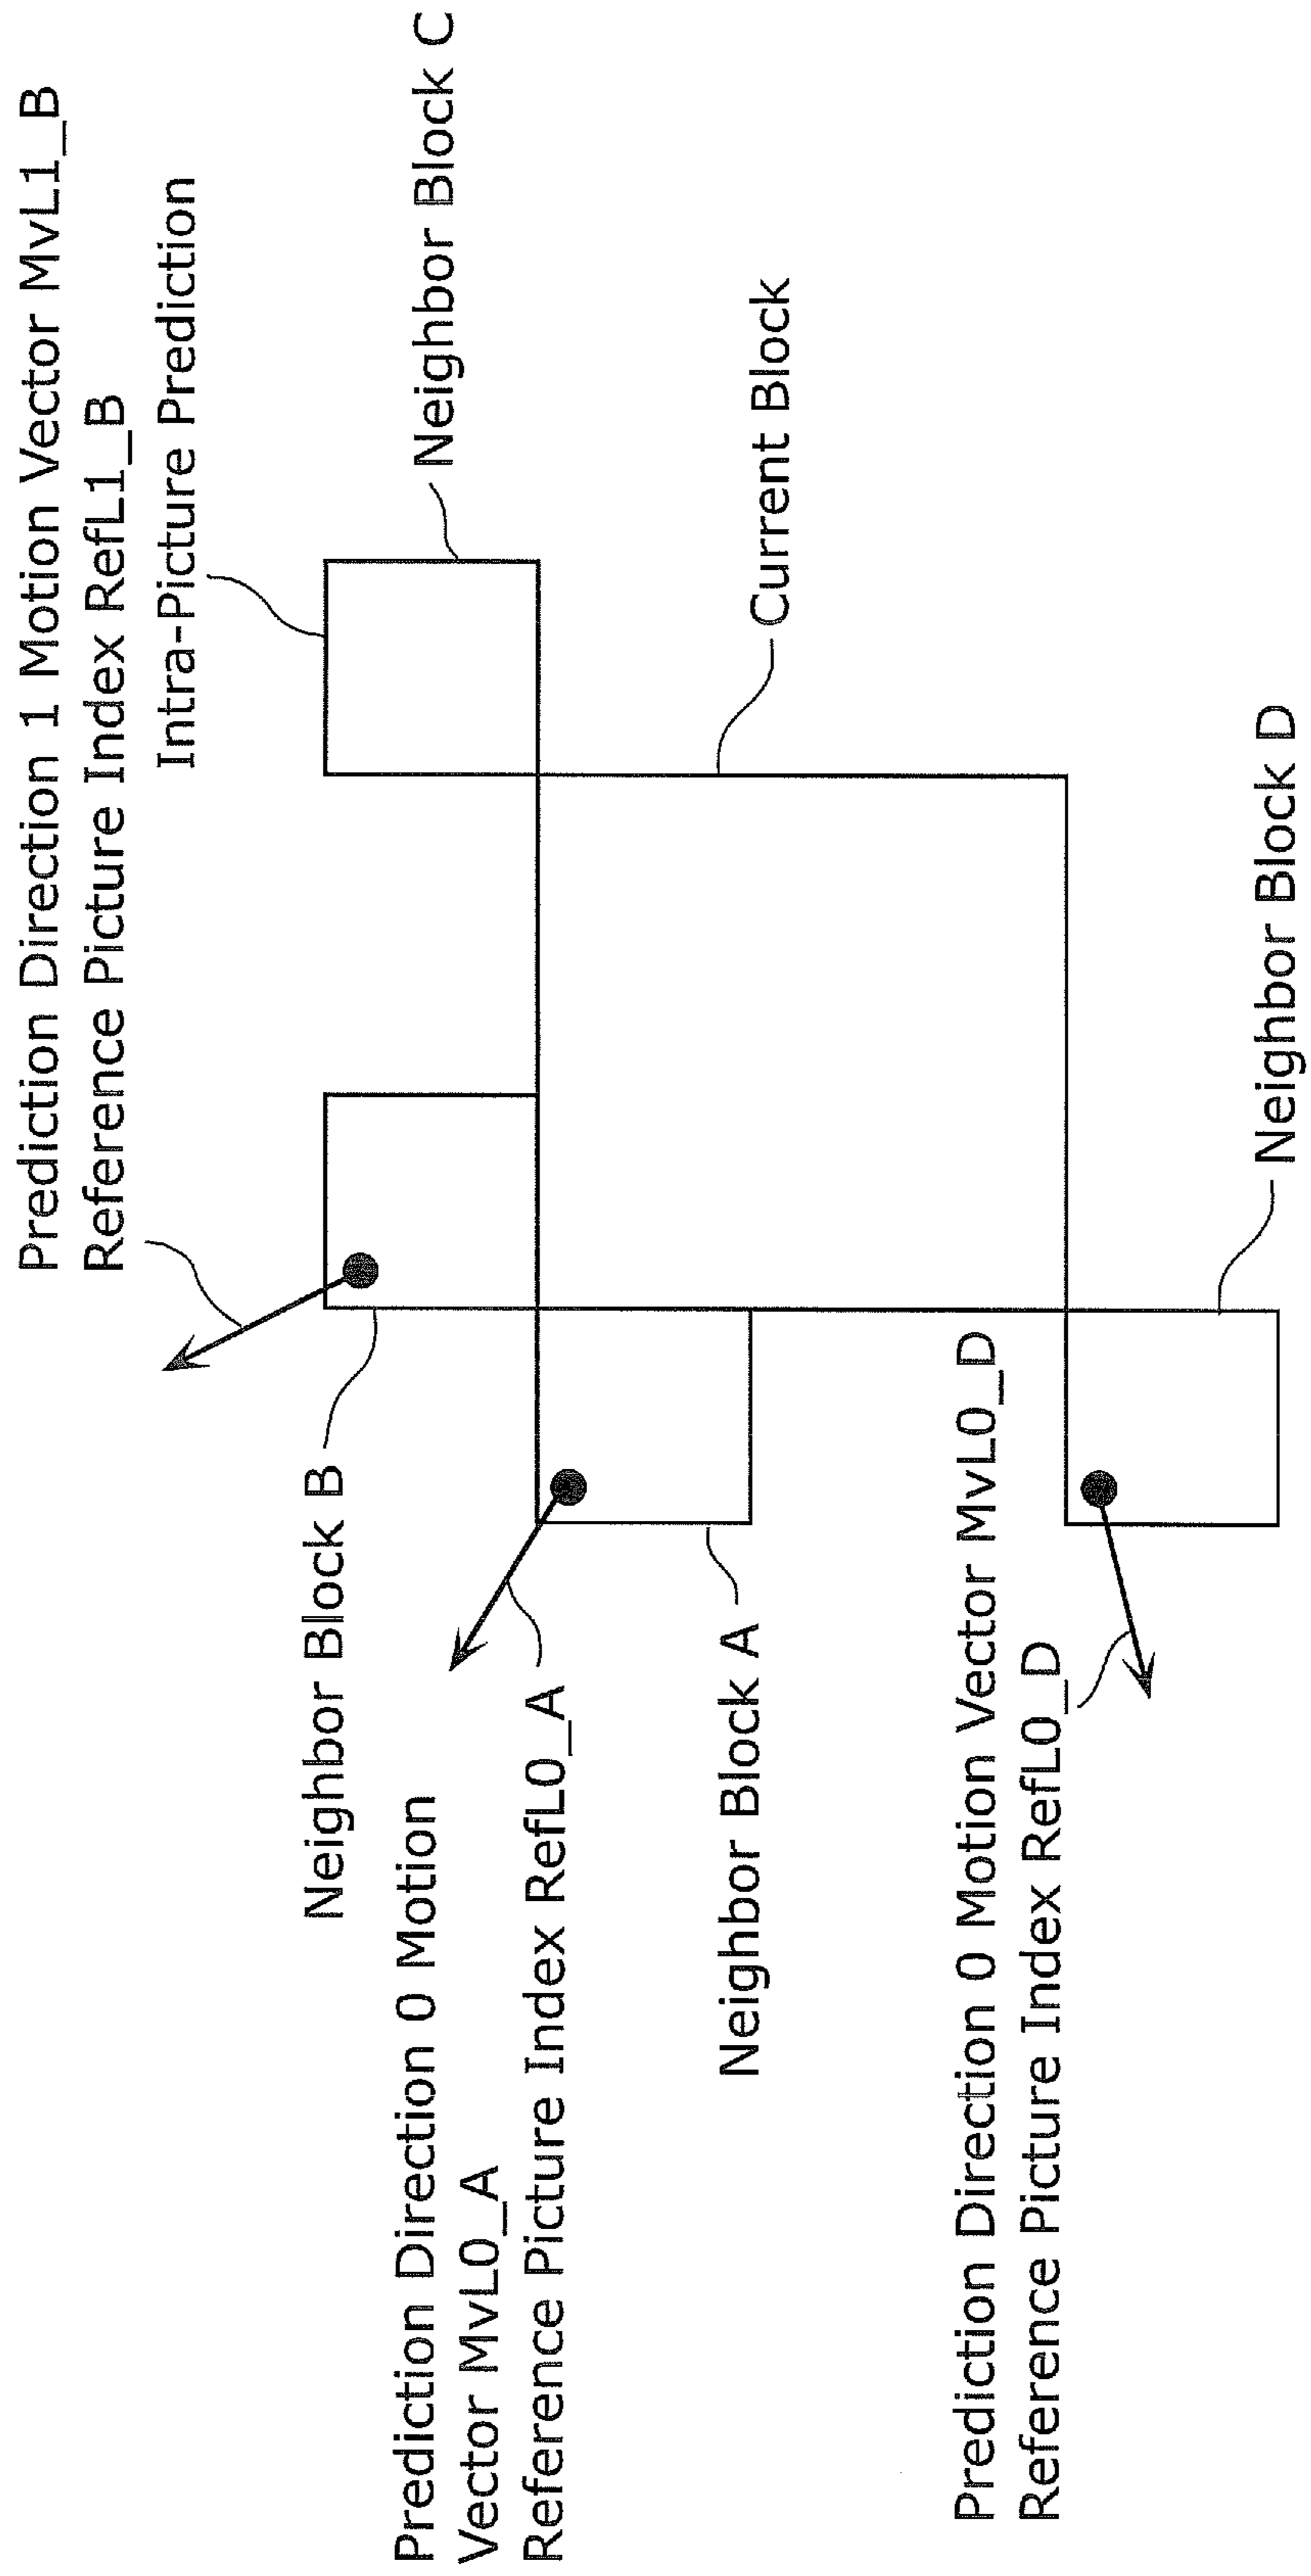 Prediction Direction 1 Motion Vector MvL1_B
Reference Picture Index RefL1_B
Intra-Picture Prediction
Neighbor Block B
Neighbor Block C
Prediction Direction 0 Motion
Vector MvL0_A
Reference Picture Index RefL0_A
Neighbor Block A
Current Block
Prediction Direction 0 Motion Vector MvL0_D
Reference Picture Index RefL0_D
Neighbor Block D